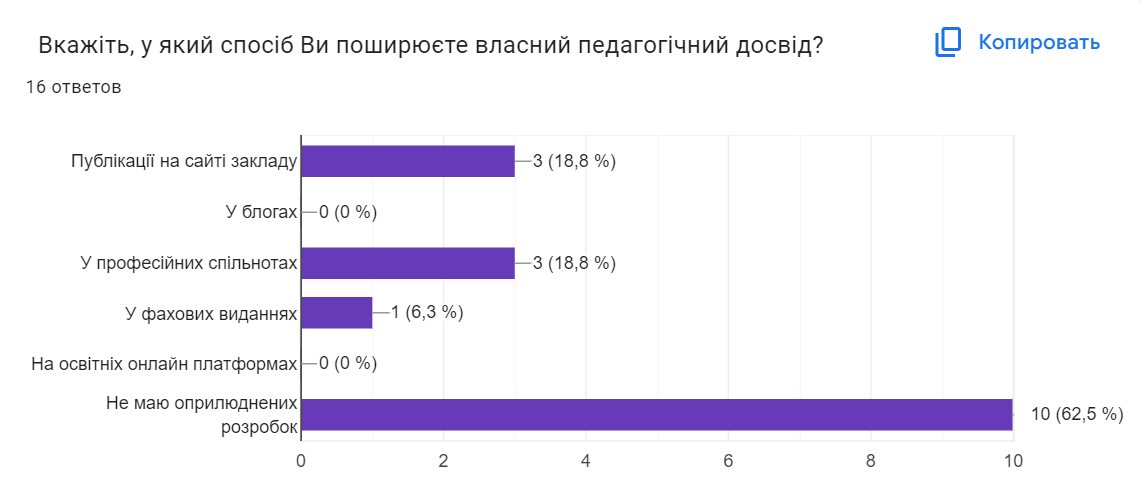 Вкажіть, у який спосіб Ви поширюєте власний педагогічний досвід?
Копировать
16 ответов
Публікації на сайті закладу
3 (18,8 %)
У блогах
0 (0 %)
У професійних спільнотах
3 (18,8 %)
У фахових виданнях
1 (6,3 %)
На освітніх онлайн платформах
0 (0 %)
Не маю оприлюднених
розробок
10 (62,5 %)
0 2 4 6 8 10